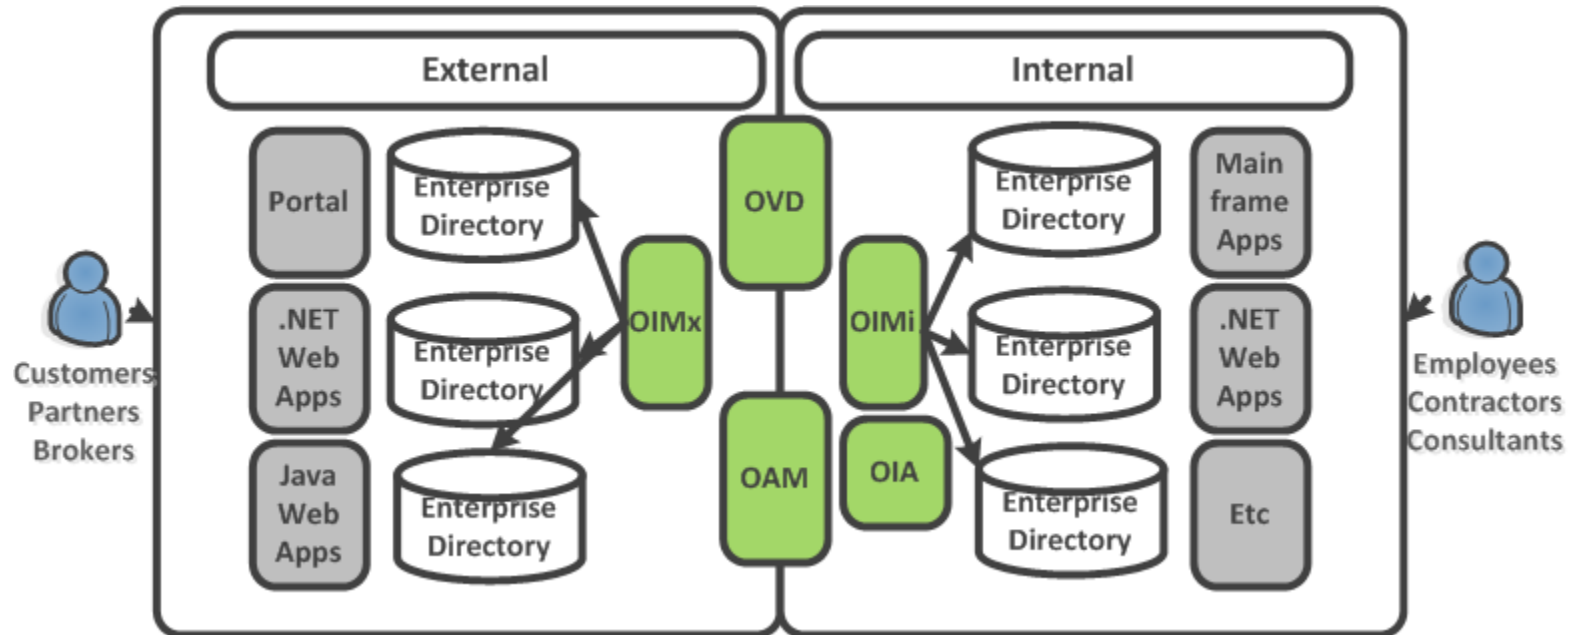 External
Internal
Portal
Enterprise
Directory
OVD
Enterprise
Directory
Main
frame
Apps
.NET
Web
Apps
Enterprise
Directory
OIMx
OIMi
Enterprise
Directory
.NET
Web
Apps
Customers
Partners
Brokers
Employees
Contractors
Consultants
Java
Web
Apps
Enterprise
Directory
OAM
OIA
Enterprise
Directory
Etc